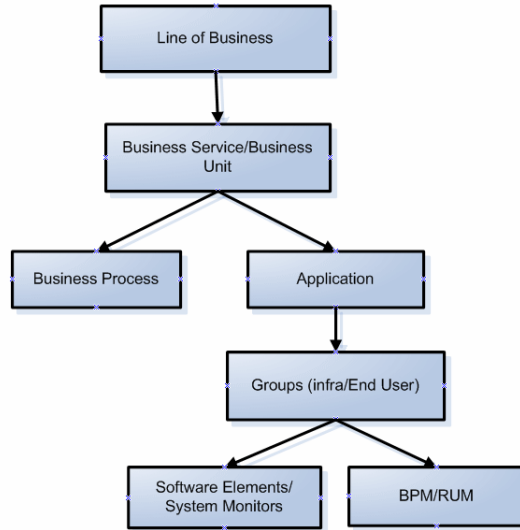 Line of Business
Business Service/Business
Unit
Business Process
Application
Groups (infra/End User)
Software Elements/
System Monitors
BPM/RUM